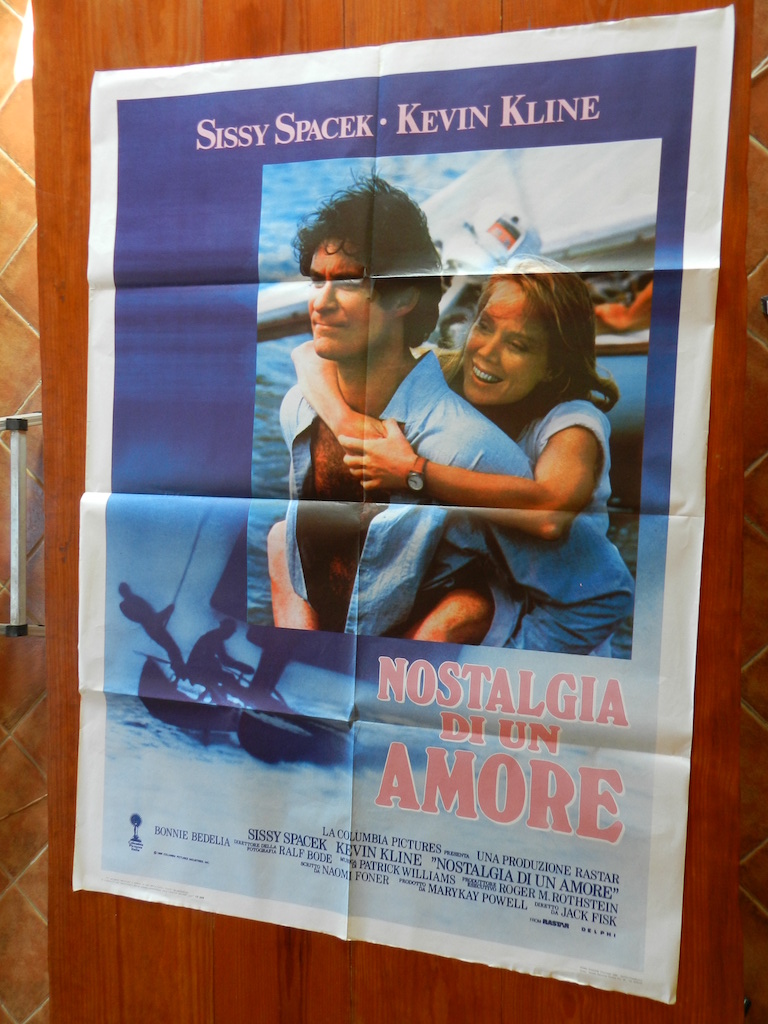 SISSY SPACEK · KEVIN KLINE
NOSTALGIA
DI UN
AMORE
LA COLUMBIA PICTURES PRESENTA UNA PRODUZIONE RASTAR
BONNIE BEDELIA SISSY SPACEK KEVIN KLINE "NOSTALGIA DI UN AMORE"
DIRETTORE DELLA FOTOGRAFIA RALF BODE PATRICK WILLIAMS PRODUTTORE ESECUTIVO ROGER M. ROTHSTEIN
SCRITTO DA NAOMI FONER PRODOTTO DA MARYKAY POWELL DIRETTO DA JACK FISK
FROM RASTAR DELPHI